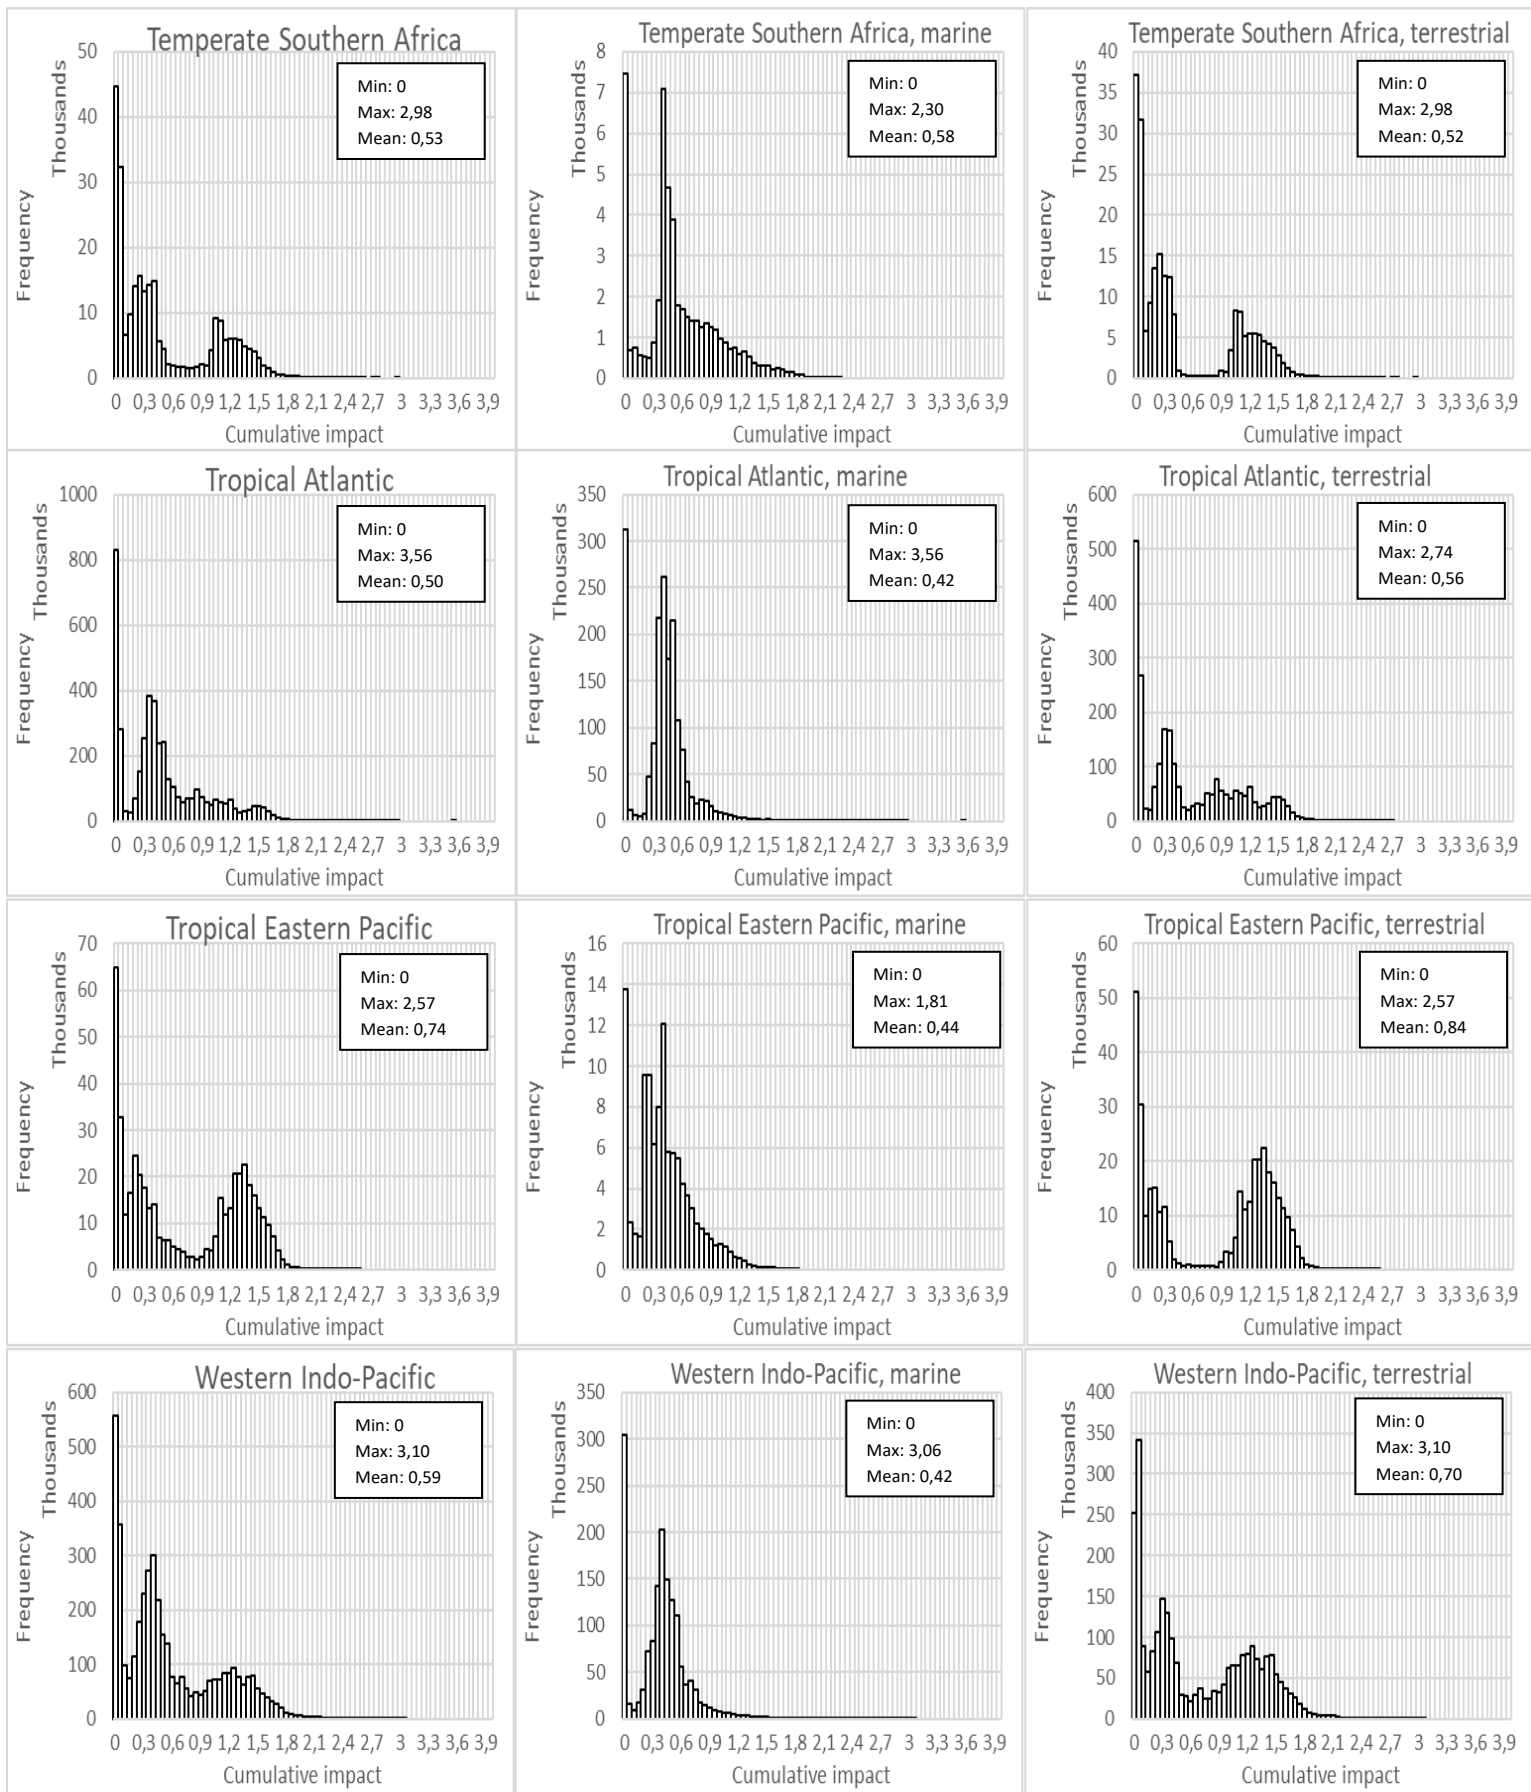 Temperate Southern Africa
Thousands
Frequency
50
40
30
20
10
0
Min: 0
Max: 2,98
Mean: 0,53
0 0,3 0,6 0,9 1,2 1,5 1,8 2,1 2,4 2,7 3 3,3 3,6 3,9
Cumulative impact
Temperate Southern Africa, marine
Thousands
Frequency
8
7
6
5
4
3
2
1
0
Min: 0
Max: 2,30
Mean: 0,58
0 0,3 0,6 0,9 1,2 1,5 1,8 2,1 2,4 2,7 3 3,3 3,6 3,9
Cumulative impact
Temperate Southern Africa, terrestrial
Thousands
Frequency
40
35
30
25
20
15
10
5
0
Min: 0
Max: 2,98
Mean: 0,52
0 0,3 0,6 0,9 1,2 1,5 1,8 2,1 2,4 2,7 3 3,3 3,6 3,9
Cumulative impact
Tropical Atlantic
Thousands
Frequency
1000
800
600
400
200
0
Min: 0
Max: 3,56
Mean: 0,50
0 0,3 0,6 0,9 1,2 1,5 1,8 2,1 2,4 2,7 3 3,3 3,6 3,9
Cumulative impact
Tropical Atlantic, marine
Thousands
Frequency
350
300
250
200
150
100
50
0
Min: 0
Max: 3,56
Mean: 0,42
0 0,3 0,6 0,9 1,2 1,5 1,8 2,1 2,4 2,7 3 3,3 3,6 3,9
Cumulative impact
Tropical Atlantic, terrestrial
Thousands
Frequency
600
500
400
300
200
100
0
Min: 0
Max: 2,74
Mean: 0,56
0 0,3 0,6 0,9 1,2 1,5 1,8 2,1 2,4 2,7 3 3,3 3,6 3,9
Cumulative impact
Tropical Eastern Pacific
Thousands
Frequency
70
60
50
40
30
20
10
0
Min: 0
Max: 2,57
Mean: 0,74
0 0,3 0,6 0,9 1,2 1,5 1,8 2,1 2,4 2,7 3 3,3 3,6 3,9
Cumulative impact
Tropical Eastern Pacific, marine
Thousands
Frequency
16
14
12
10
8
6
4
2
0
Min: 0
Max: 1,81
Mean: 0,44
0 0,3 0,6 0,9 1,2 1,5 1,8 2,1 2,4 2,7 3 3,3 3,6 3,9
Cumulative impact
Tropical Eastern Pacific, terrestrial
Thousands
Frequency
60
50
40
30
20
10
0
Min: 0
Max: 2,57
Mean: 0,84
0 0,3 0,6 0,9 1,2 1,5 1,8 2,1 2,4 2,7 3 3,3 3,6 3,9
Cumulative impact
Western Indo-Pacific
Thousands
Frequency
600
500
400
300
200
100
0
Min: 0
Max: 3,10
Mean: 0,59
0 0,3 0,6 0,9 1,2 1,5 1,8 2,1 2,4 2,7 3 3,3 3,6 3,9
Cumulative impact
Western Indo-Pacific, marine
Thousands
Frequency
350
300
250
200
150
100
50
0
Min: 0
Max: 3,06
Mean: 0,42
0 0,3 0,6 0,9 1,2 1,5 1,8 2,1 2,4 2,7 3 3,3 3,6 3,9
Cumulative impact
Western Indo-Pacific, terrestrial
Thousands
Frequency
400
350
300
250
200
150
100
50
0
Min: 0
Max: 3,10
Mean: 0,70
0 0,3 0,6 0,9 1,2 1,5 1,8 2,1 2,4 2,7 3 3,3 3,6 3,9
Cumulative impact